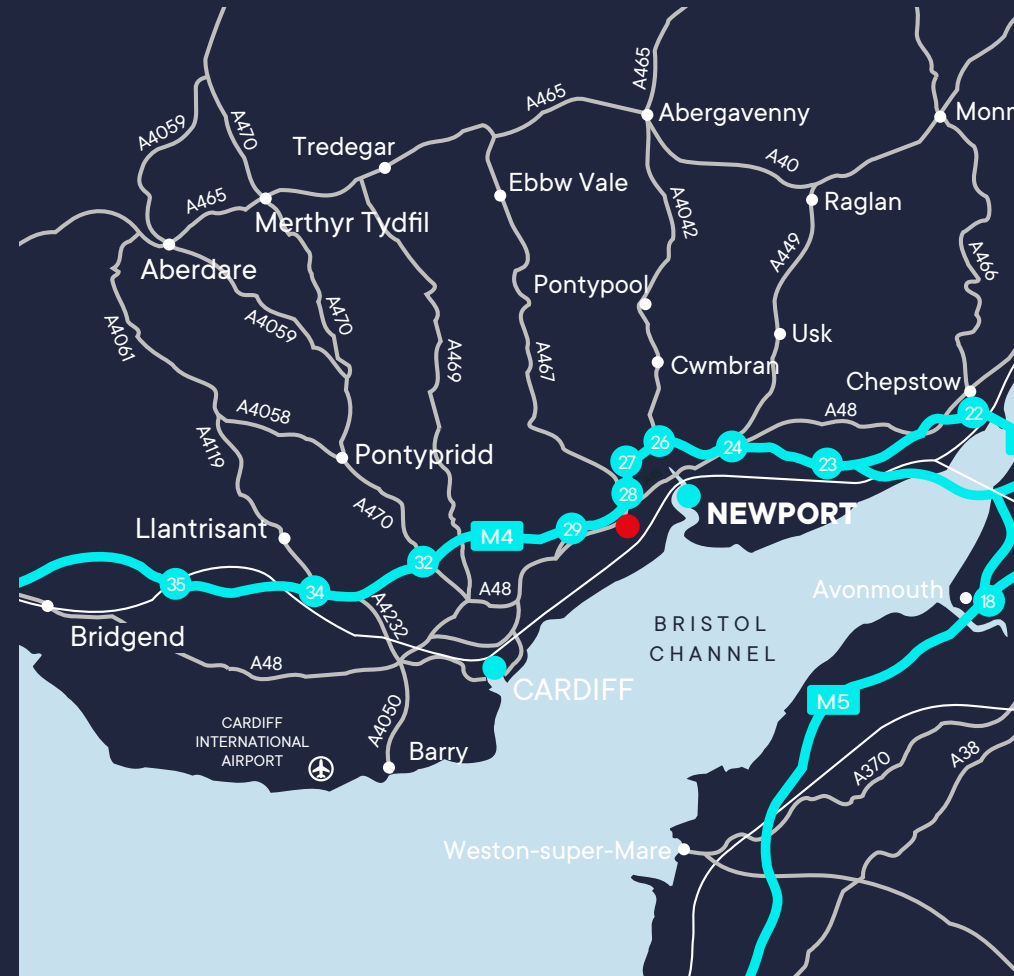 A465
A465
Abergavenny
Monr
A4059
A470
Tredegar
A40
Ebbw Vale
A465
Raglan
Merthyr Tydfil
A4042
A449
A466
Aberdare
Pontypool
A4061
A4059
A470
Usk
A469
A467
Cwmbran
Chepstow
A4058
A48
22
A4119
26
24
27
23
Pontypridd
28
A470
NEWPORT
Llantrisant
M4
29
32
35
34
A48
Avonmouth
18
A4232
BRISTOL
CHANNEL
Bridgend
A48
CARDIFF
M5
A4050
CARDIFF
INTERNATIONAL
AIRPORT
Barry
A370
A38
Weston-super-Mare